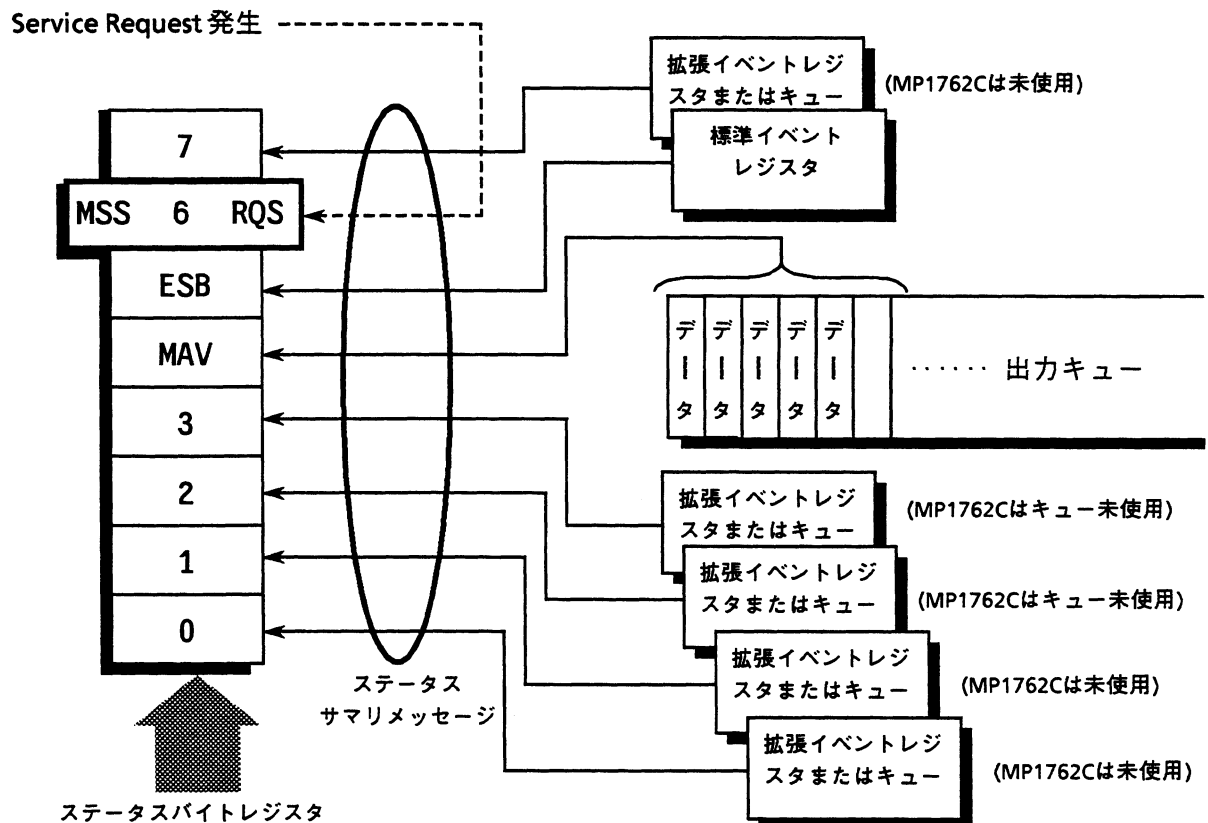 Service Request 発生
拡張イベントレジ
スタまたはキュー
(MP1762Cは未使用)
標準イベント
レジスタ
7
MSS 6 RQS
ESB
MAV
3
2
1
0
データ
データ
データ
データ
データ
…… 出力キュー
拡張イベントレジ
スタまたはキュー
(MP1762Cはキュー未使用)
拡張イベントレジ
スタまたはキュー
(MP1762Cはキュー未使用)
拡張イベントレジ
スタまたはキュー
(MP1762Cは未使用)
拡張イベントレジ
スタまたはキュー
(MP1762Cは未使用)
ステータス
サマリメッセージ
ステータスバイトレジスタ